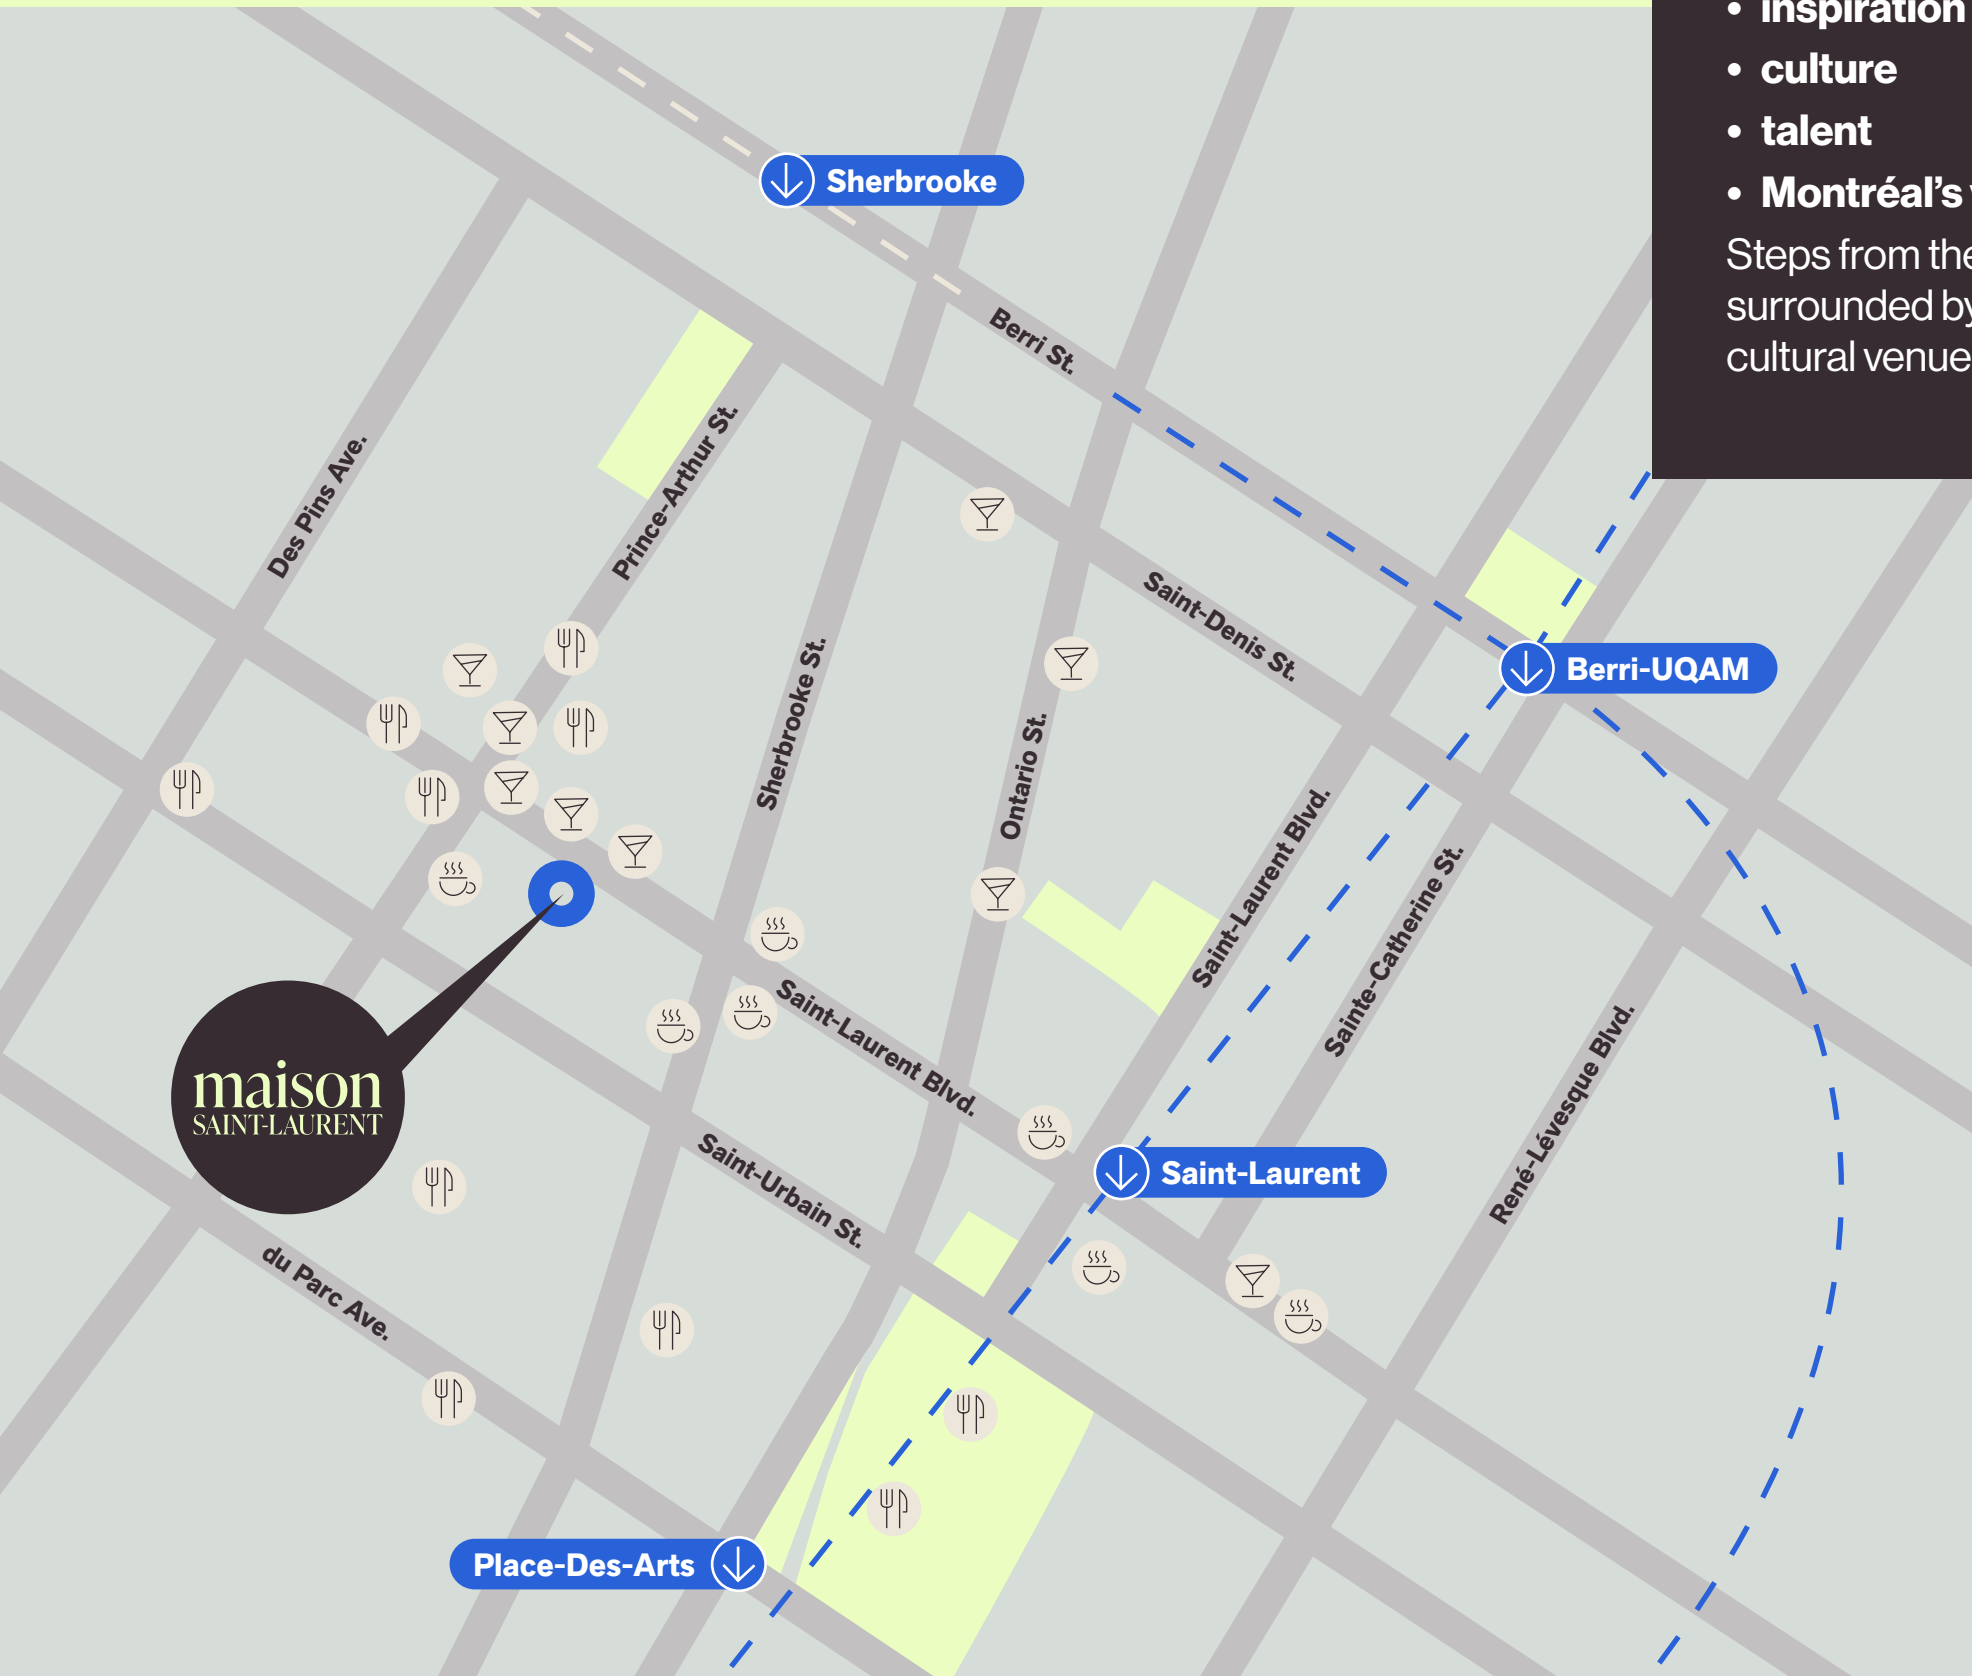 • inspiration
• culture
• talent
• Montréal's
Steps from the
surrounded by
cultural venue
Sherbrooke
Berri St.
Des Pins Ave.
Prince-Arthur St.
Saint-Denis St.
Sherbrooke St.
Berri-UQAM
Ontario St.
Saint-Laurent Blvd.
Sainte-Catherine St.
Saint-Laurent Blvd.
René-Lévesque Blvd.
maison
SAINT-LAURENT
Saint-Urbain St.
Saint-Laurent
du Parc Ave.
Place-Des-Arts